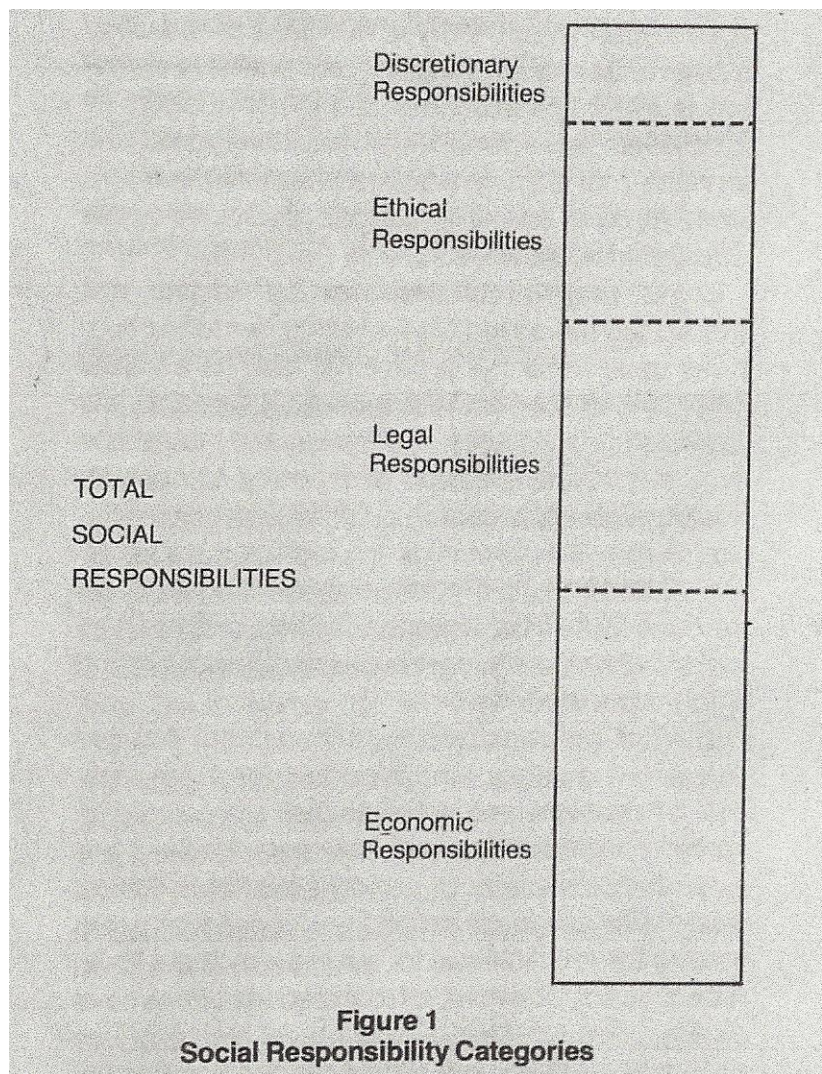 Discretionary
Responsibilities
Ethical
Responsibilities
Legal
Responsibilities
TOTAL
SOCIAL
RESPONSIBILITIES
Economic
Responsibilities
Figure 1
Social Responsibility Categories